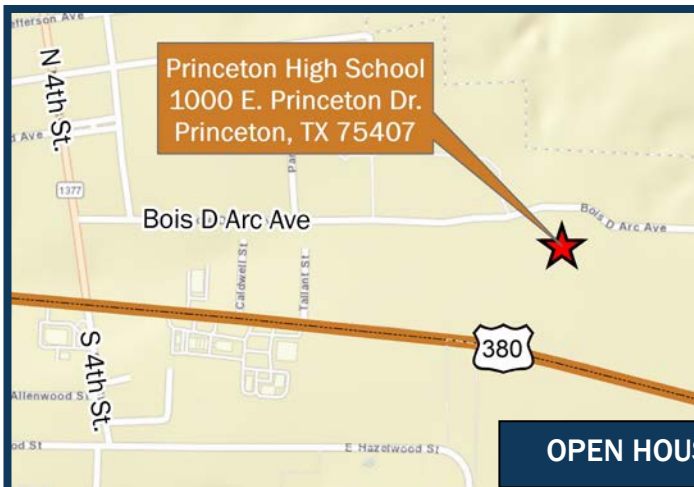 efferson Ave
N 4th St.
Princeton High School
1000 E. Princeton Dr.
Princeton, TX 75407
d Ave
1377
Bois D Arc Ave
Bois D Arc Ave
Caldwell St
Tallant St
380
S 4th St.
Allenwood St
od St
E Hazelwood St
OPEN HOUS